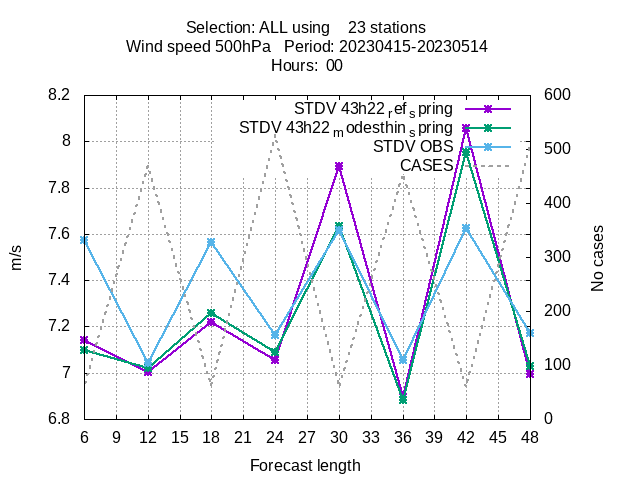 Selection: ALL using 23 stations
Wind speed 500hPa Period: 20230415-20230514
Hours: 00
STDV 43h22 ref spring
STDV 43h22 modesthin spring
STDV OBS
CASES
8.2
8
7.8
7.6
7.4
7.2
7
6.8
m/s
600
500
400
300
200
100
0
No cases
6 9 12 15 18 21 24 27 30 33 36 39 42 45 48
Forecast length